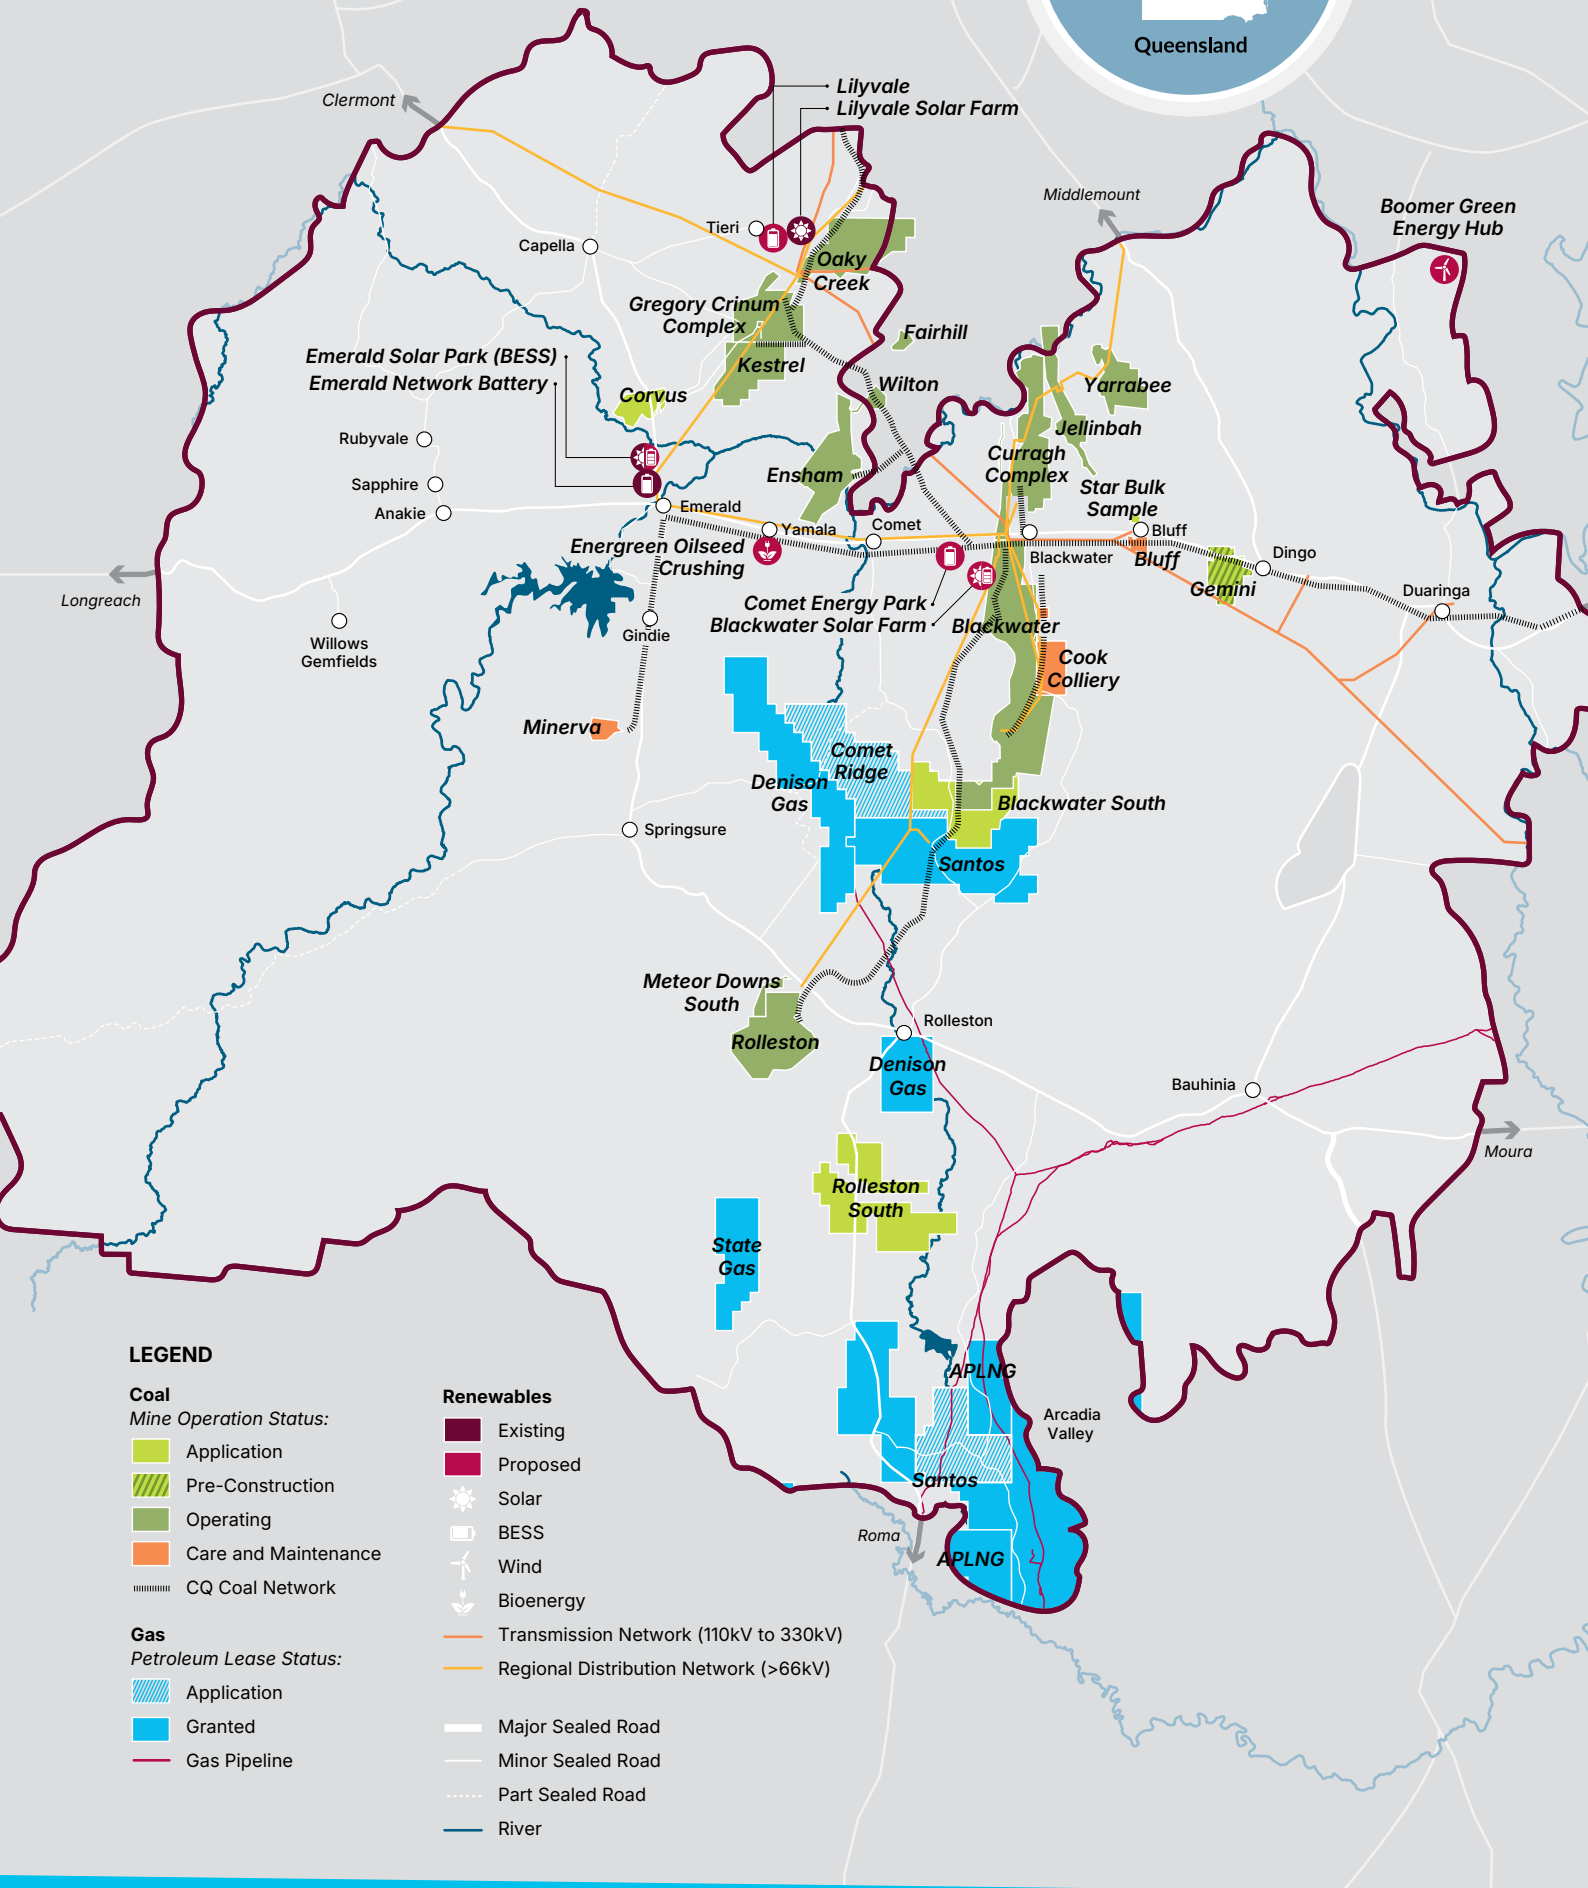 Queensland
Clermont
Lilyvale
Lilyvale Solar Farm
Middlemount
Boomer Green
Energy Hub
Tieri
Capella
Oaky
Creek
Gregory Crinum
Complex
Fairhill
Emerald Solar Park (BESS)
Emerald Network Battery
Kestrel
Corvus
Wilton
Yarrabee
Jellinbah
Rubyvale
Curragh
Complex
Ensham
Sapphire
Star Bulk
Sample
Anakie
Emerald
Yamala
Comet
Bluff
Energreen Oilseed
Crushing
Blackwater
Bluff
Dingo
Gemini
Longreach
Duaringa
Comet Energy Park
Blackwater Solar Farm
Blackwater
Willows
Gemfields
Gindie
Cook
Colliery
Minerva
Comet
Ridge
Denison
Gas
Blackwater South
Springsure
Santos
Meteor Downs
South
Rolleston
Rolleston
Denison
Gas
Bauhinia
Moura
Rolleston
South
State
Gas
APLNG
Arcadia
Valley
Santos
Roma
APLNG
LEGEND
Coal
Mine Operation Status:
Application
Pre-Construction
Operating
Care and Maintenance
CQ Coal Network
Gas
Petroleum Lease Status:
Application
Granted
Gas Pipeline
Renewables
Existing
Proposed
Solar
BESS
Wind
Bioenergy
Transmission Network (110kV to 330kV)
Regional Distribution Network (>66kV)
Major Sealed Road
Minor Sealed Road
Part Sealed Road
River